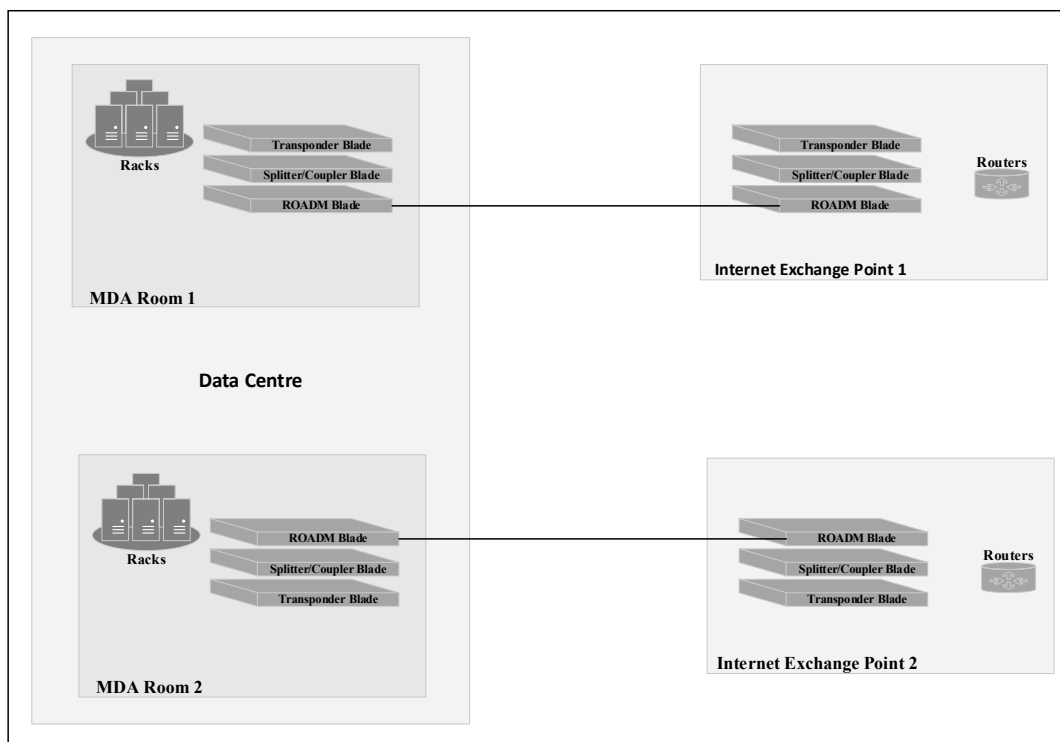 Transponder Blade
Splitter/Coupler Blade
ROADM Blade
Racks
MDA Room 1
Transponder Blade
Splitter/Coupler Blade
ROADM Blade
Routers
Internet Exchange Point 1
Data Centre
ROADM Blade
Splitter/Coupler Blade
Transponder Blade
Racks
MDA Room 2
ROADM Blade
Splitter/Coupler Blade
Transponder Blade
Routers
Internet Exchange Point 2